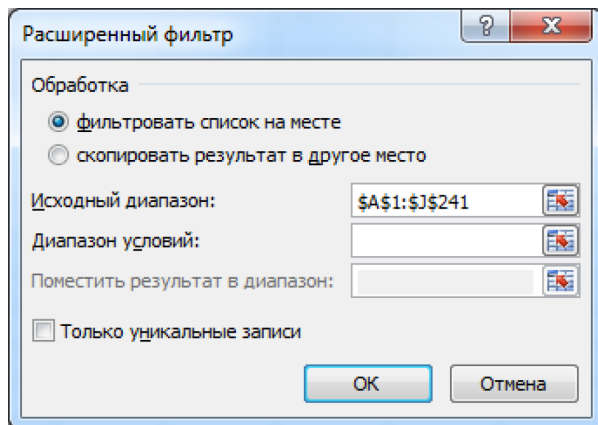 Расширенный фильтр
Обработка
фильтровать список на месте
скопировать результат в другое место
Исходный диапазон: $A$1:$J$241
Диапазон условий:
Поместить результат в диапазон:
Только уникальные записи
ОК Отмена